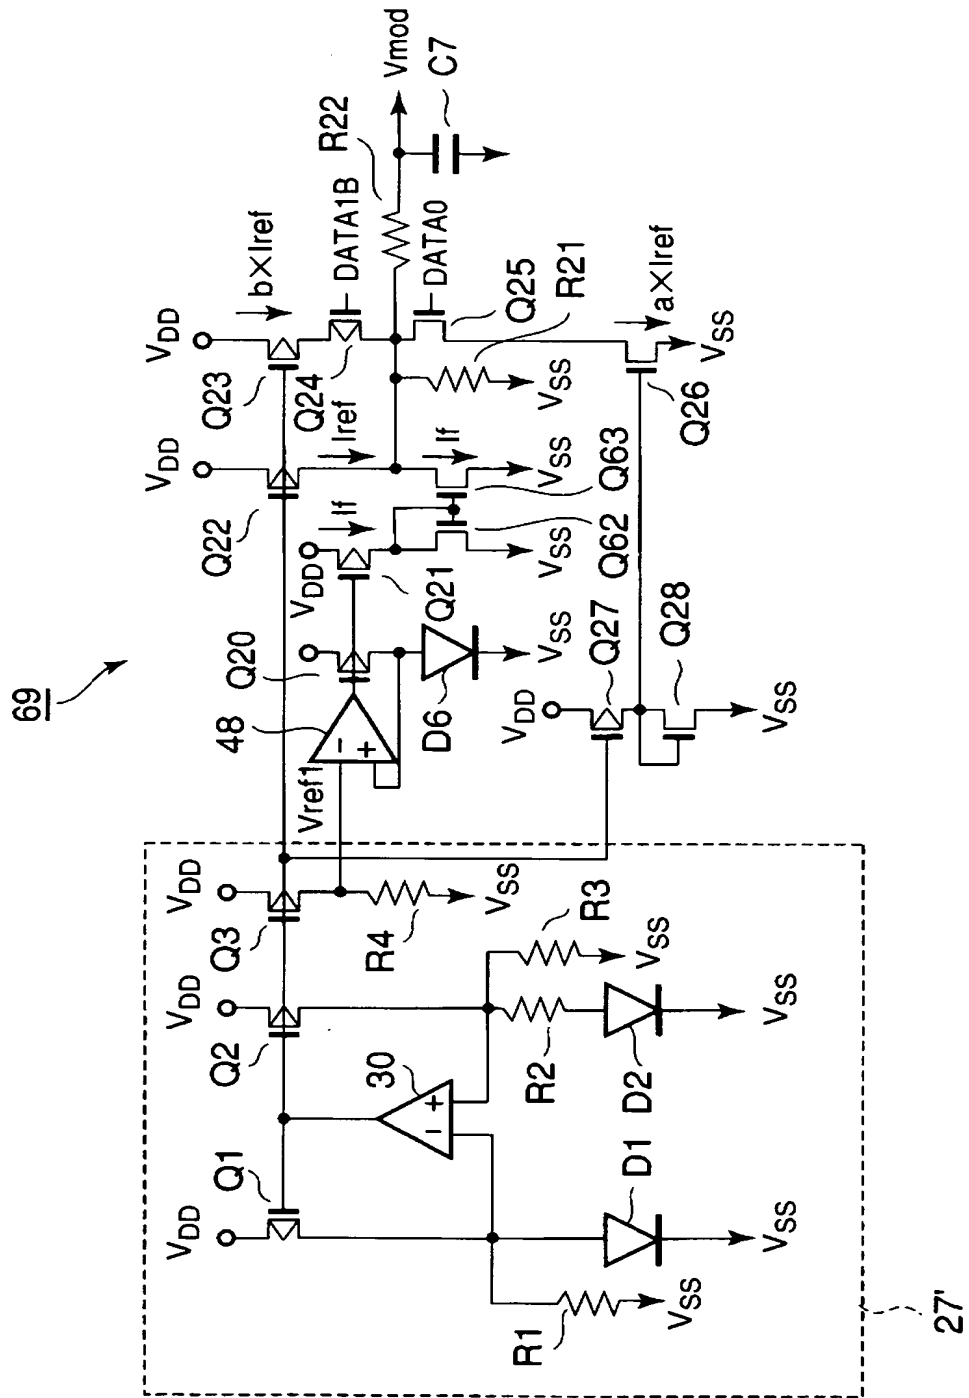 69
VDD
VDD
VDD
VDD
VDD
VDD
Q1
Q2
Q3
Vref1
48
Q20
VDD
Q21
If
Q22
Iref
Q23
b×Iref
Q24
DATA1B
R22
Vmod
C7
DATA0
Q25
R21
If
VSS
VSS
VSS
Q63
Q62
a×Iref
VSS
Q26
30
R4
VSS
D6
VSS
Q27
Q28
VSS
R3
VSS
R2
D2
VSS
D1
VSS
R1
VSS
27'